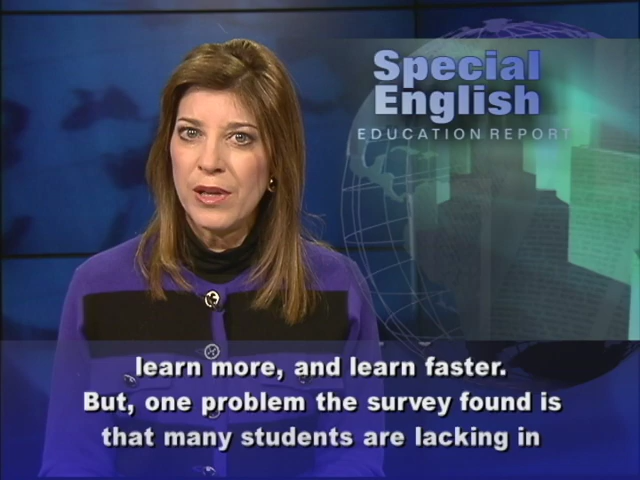 Special
English
EDUCATION REPORT
learn more, and learn faster.
But, one problem the survey found is
that many students are lacking in